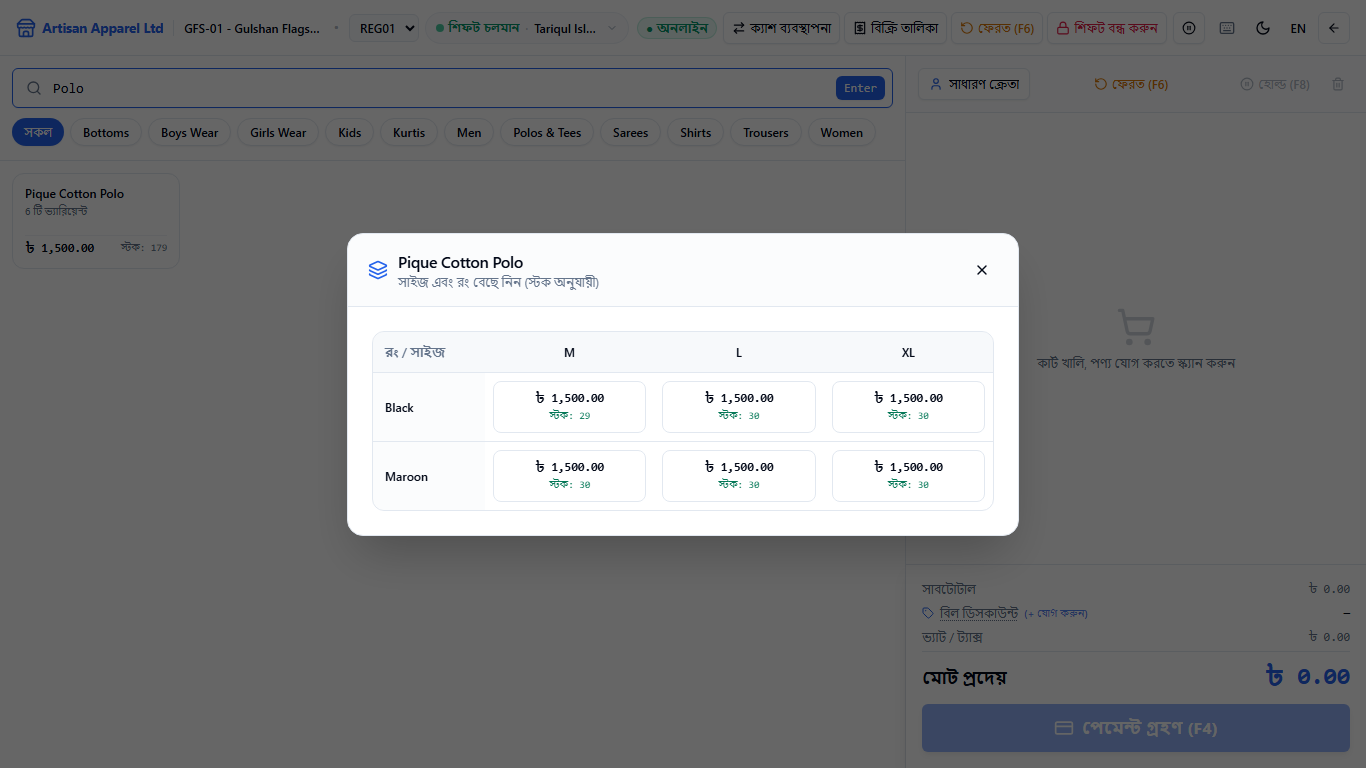 Artisan Apparel Ltd
GFS-01 - Gulshan Flags...
REG01
শিফট চলমান · Tariqul Isl...
অনলাইন
ক্যাশ ব্যবস্থাপনা
বিক্রি তালিকা
ফেরত (F6)
শিফট বন্ধ করুন
EN
Polo
Enter
সকল
Bottoms
Boys Wear
Girls Wear
Kids
Kurtis
Men
Polos & Tees
Sarees
Shirts
Trousers
Women
সাধারণ ক্রেতা
ফেরত (F6)
হোল্ড (F8)
Pique Cotton Polo
6 টি ভ্যারিয়েন্ট
৳ 1,500.00 স্টক: 179
Pique Cotton Polo
সাইজ এবং রং বেছে নিন (স্টক অনুযায়ী)
রং / সাইজ M L XL
Black
৳ 1,500.00 ৳ 1,500.00 ৳ 1,500.00
স্টক: 29 স্টক: 30 স্টক: 30
Maroon
৳ 1,500.00 ৳ 1,500.00 ৳ 1,500.00
স্টক: 30 স্টক: 30 স্টক: 30
কার্ট খালি, পণ্য যোগ করতে স্ক্যান করুন
সাবটোটাল ৳ 0.00
বিল ডিসকাউন্ট (+ যোগ করুন) —
ভ্যাট / ট্যাক্স ৳ 0.00
মোট প্রদেয় ৳ 0.00
পেমেন্ট গ্রহণ (F4)